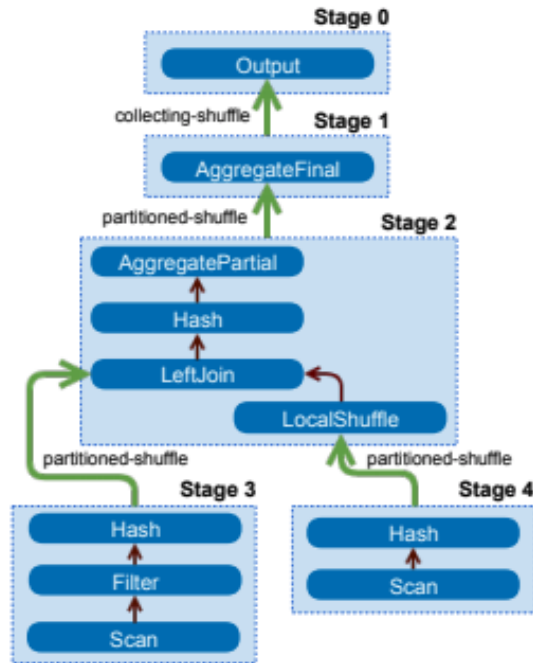 Stage 0
Output
collecting-shuffle
Stage 1
AggregateFinal
partitioned-shuffle
Stage 2
AggregatePartial
Hash
LeftJoin
LocalShuffle
partitioned-shuffle
partitioned-shuffle
Stage 3
Hash
Filter
Scan
Stage 4
Hash
Scan